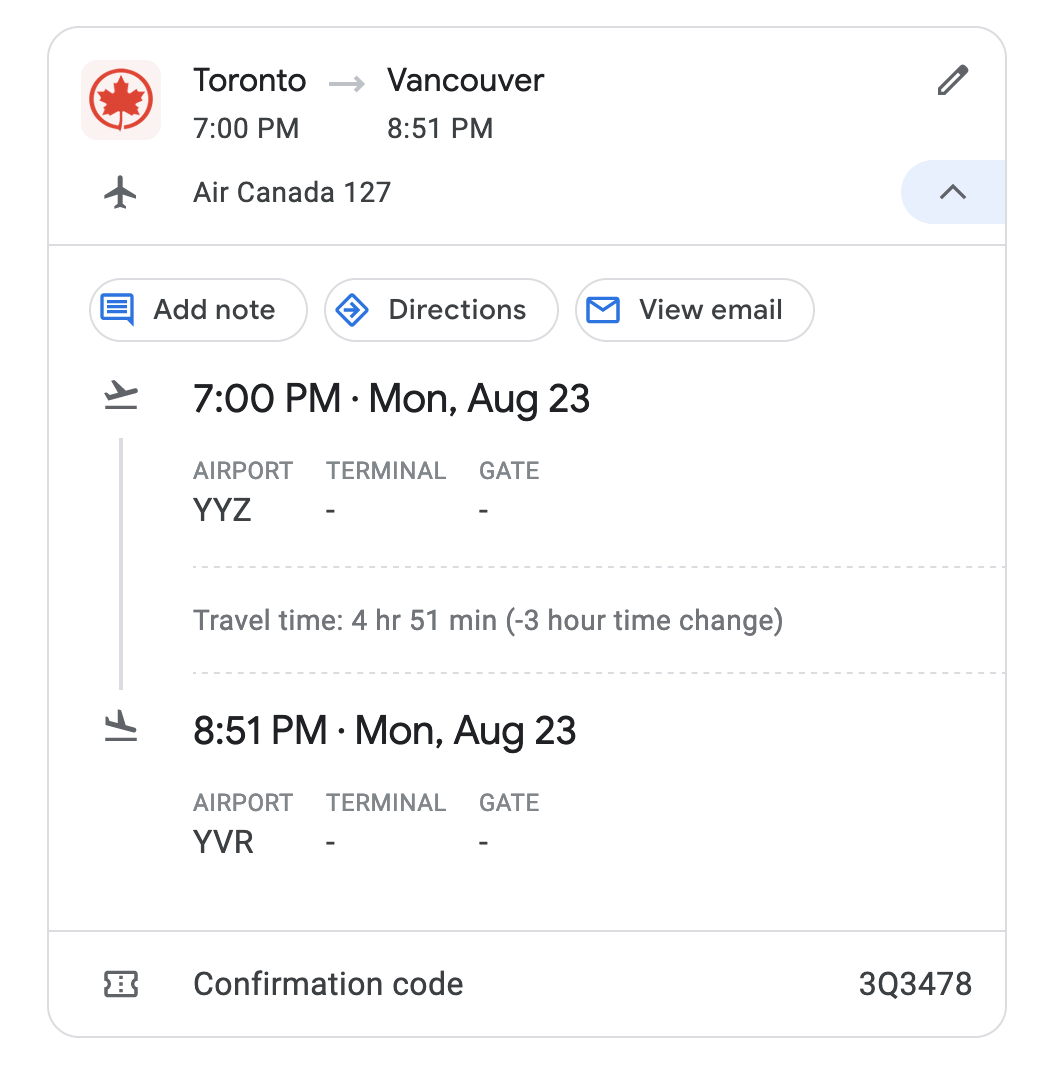 Toronto → Vancouver
7:00 PM 8:51 PM
Air Canada 127
Add note Directions View email
7:00 PM · Mon, Aug 23
AIRPORT TERMINAL GATE
YYZ - -
Travel time: 4 hr 51 min (-3 hour time change)
8:51 PM · Mon, Aug 23
AIRPORT TERMINAL GATE
YVR - -
Confirmation code 3Q3478